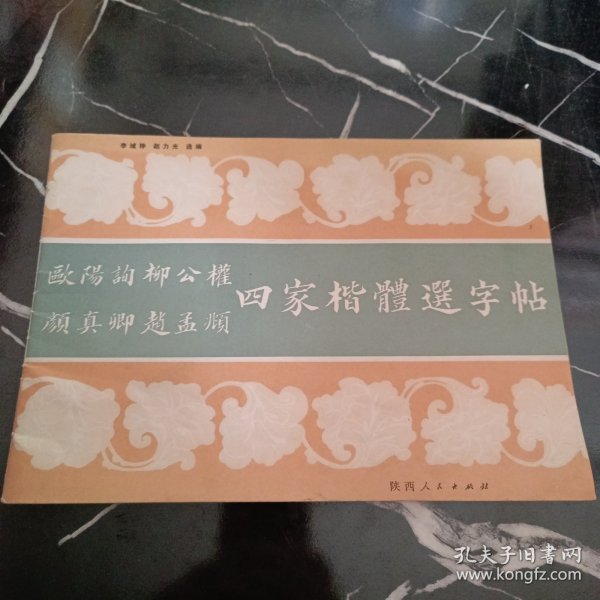 李域铮 赵力光 选编
歐陽詢柳公權
顏真卿趙孟頫
四家楷體選字帖
陕西人民出版社
孔夫子旧书网
www.kongfz.com